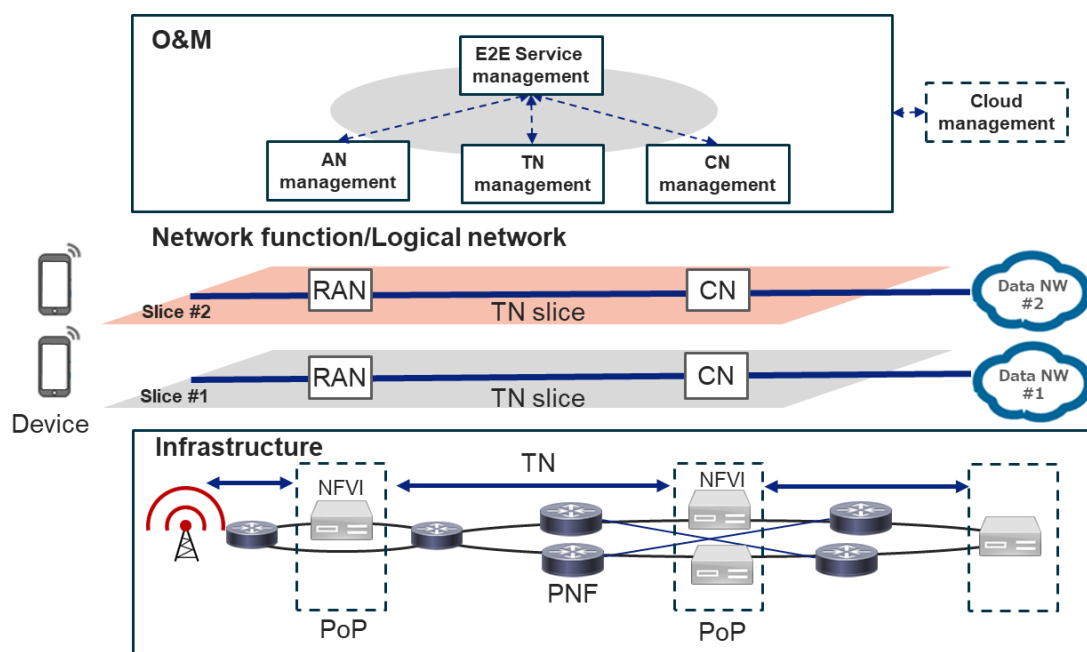 O&M
E2E Service
management
Cloud
management
AN
management
TN
management
CN
management
Network function/Logical network
RAN
CN
Data NW
#2
Slice #2
TN slice
RAN
CN
Data NW
#1
Slice #1
TN slice
Device
Infrastructure
TN
NFVI
NFVI
PNF
PoP
PoP